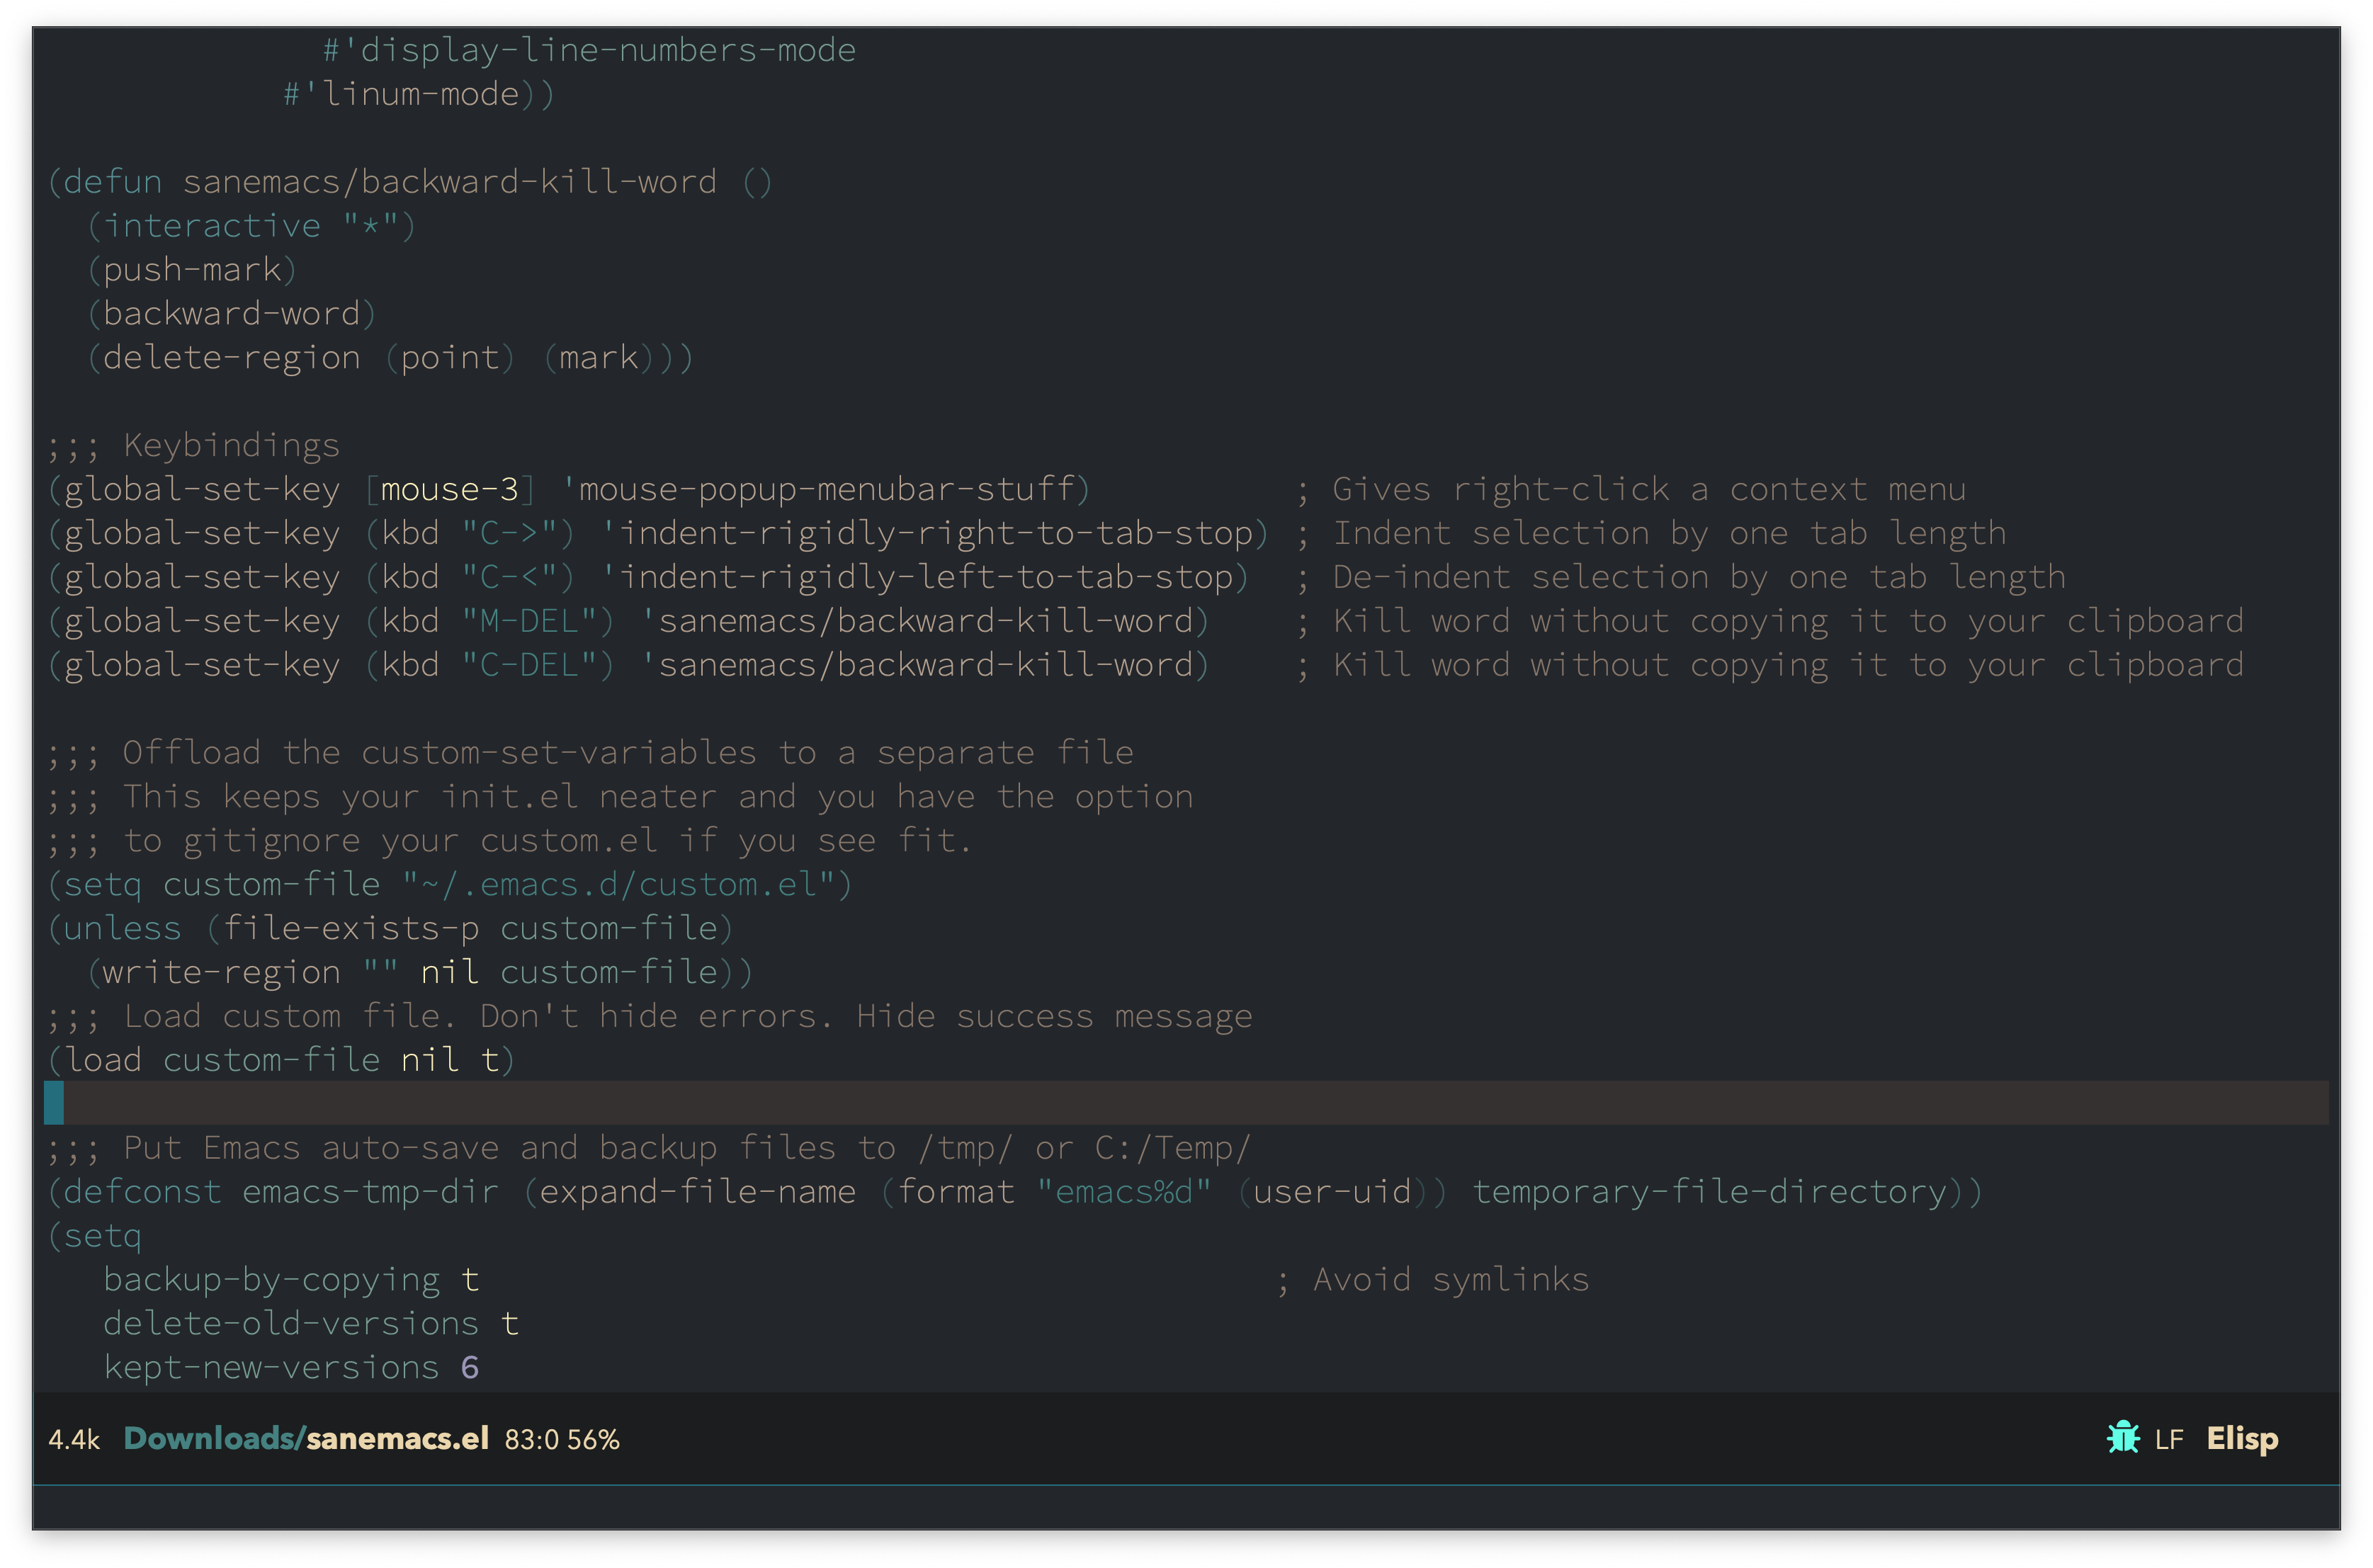 #'display-line-numbers-mode
#'linum-mode))
(defun sanemacs/backward-kill-word ()
(interactive "*")
(push-mark)
(backward-word)
(delete-region (point) (mark)))
;;; Keybindings
(global-set-key [mouse-3] 'mouse-popup-menubar-stuff) ; Gives right-click a context menu
(global-set-key (kbd "C->") 'indent-rigidly-right-to-tab-stop) ; Indent selection by one tab length
(global-set-key (kbd "C-<") 'indent-rigidly-left-to-tab-stop) ; De-indent selection by one tab length
(global-set-key (kbd "M-DEL") 'sanemacs/backward-kill-word) ; Kill word without copying it to your clipboard
(global-set-key (kbd "C-DEL") 'sanemacs/backward-kill-word) ; Kill word without copying it to your clipboard
;;; Offload the custom-set-variables to a separate file
;;; This keeps your init.el neater and you have the option
;;; to gitignore your custom.el if you see fit.
(setq custom-file "~/.emacs.d/custom.el")
(unless (file-exists-p custom-file)
(write-region "" nil custom-file))
;;; Load custom file. Don't hide errors. Hide success message
(load custom-file nil t)
;;; Put Emacs auto-save and backup files to /tmp/ or C:/Temp/
(defconst emacs-tmp-dir (expand-file-name (format "emacs%d" (user-uid)) temporary-file-directory))
(setq
backup-by-copying t ; Avoid symlinks
delete-old-versions t
kept-new-versions 6
4.4k Downloads/sanemacs.el 83:0 56% LF Elisp